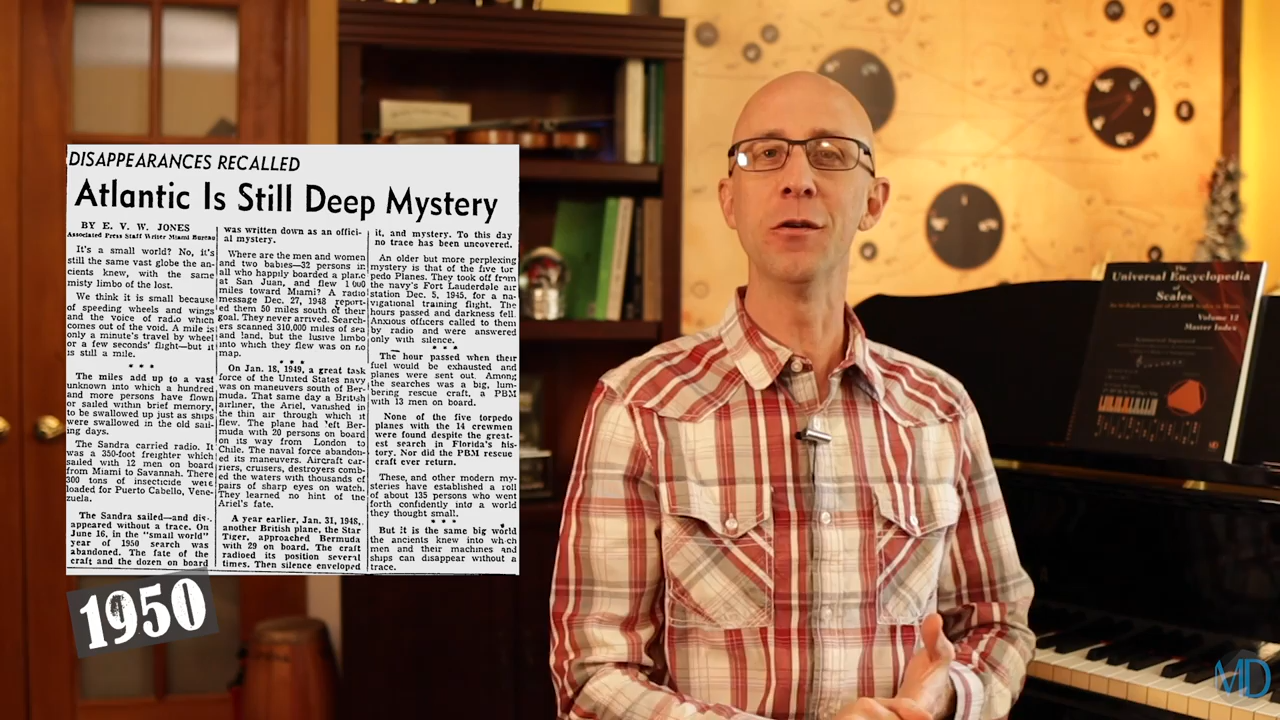 DISAPPEARANCES RECALLED
Atlantic Is Still Deep Mystery
BY E. V. W. JONES
Associated Press Staff Writer Miami Bureau
It's a small world? No, it's
still the same vast globe the an-
cients knew, with the same
misty limbo of the lost.
We think it is small because
of speeding wheels and wings
and the voice of radio which
comes out of the void. A mile is
only a minute's travel by wheel
or a few seconds' flight—but it
is still a mile.
* * *
The miles add up to a vast
unknown into which a hundred
and more persons have flown
or sailed within brief memory,
to be swallowed up just as ships
were swallowed in the old sail-
ing days.
The Sandra carried radio. It
was a 350-foot freighter which
sailed with 12 men on board
from Miami to Savannah. There
300 tons of insecticide were
loaded for Puerto Cabello, Vene-
zuela.
The Sandra sailed—and dis-
appeared without a trace. On
June 16, in the "small world"
year of 1950 search was
abandoned. The fate of the
craft and the dozen on board
was written down as an offici-
al mystery.
Where are the men and women
and two babies—32 persons in
all who happily boarded a plane
at San Juan, and flew 1000
miles toward Miami? A radio
message Dec. 27, 1948 report-
ed them 50 miles south of their
goal. They never arrived. Search-
ers scanned 310,000 miles of sea
and land, but the lusive limbo
into which they flew was on no
map.
* * *
On Jan. 18, 1949, a great task
force of the United States navy
was on maneuvers south of Ber-
muda. That same day a British
airliner, the Ariel, vanished in
the thin air through which it
flew. The plane had left Ber-
muda with 20 persons on board
on its way from London to
Chile. The naval force abandon-
ed its maneuvers. Aircraft car-
riers, cruisers, destroyers comb-
ed the waters with thousands of
pairs of sharp eyes on watch.
They learned no hint of the
Ariel's fate.
A year earlier, Jan. 31, 1948,
another British plane, the Star
Tiger, approached Bermuda
with 29 on board. The craft
radioed its position several
times. Then silence enveloped
it, and mystery. To this day
no trace has been uncovered.
An older but more perplexing
mystery is that of the five tor
pedo Planes. They took off from
the navy's Fort Lauderdale air
station Dec. 5, 1945, for a na-
vigational training flight. The
hours passed and darkness fell.
Anxious officers called to them
by radio and were answered
only with silence.
* * *
The hour passed when their
fuel would be exhausted and
planes were sent out. Among
the searches was a big, lum-
bering rescue craft, a PBM
with 13 men on board.
None of the five torpedo
planes with the 14 crewmen
were found despite the great-
est search in Florida's his-
tory. Nor did the PBM rescue
craft ever return.
These, and other modern my-
steries have established a roll
of about 135 persons who went
forth confidently into a world
they thought small.
* * *
But it is the same big world
the ancients knew into which
men and their machines and
ships can disappear without a
trace.
1950
The
Universal Encyclopedia
of
Scales
Volume 12
Master Index
MD